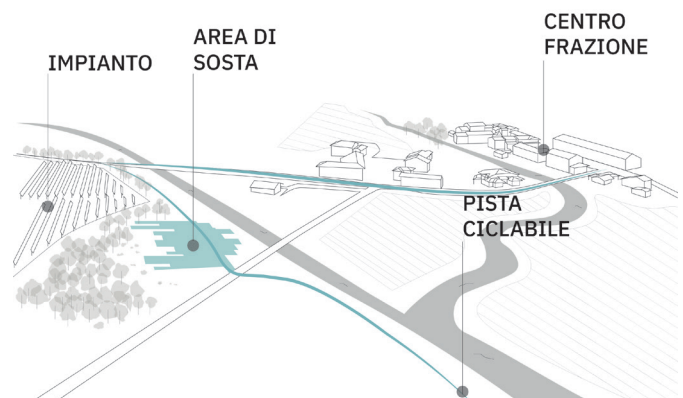 IMPIANTO
AREA DI
SOSTA
CENTRO
FRAZIONE
PISTA
CICLABILE